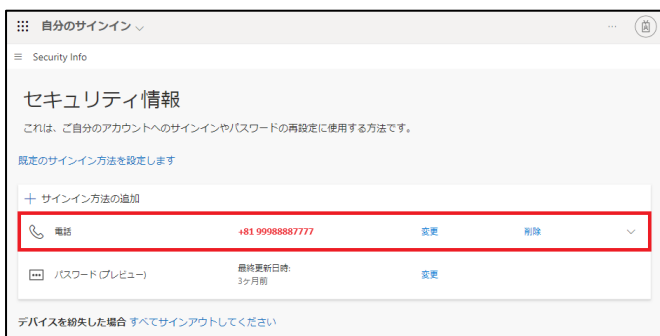 自分のサインイン
...
Security Info
セキュリティ情報
これは、ご自分のアカウントへのサインインやパスワードの再設定に使用する方法です。
既定のサインイン方法を設定します
+ サインイン方法の追加
電話 +81 99988887777 変更 削除
パスワード (プレビュー) 最終更新日時: 変更
3ヶ月前
デバイスを紛失した場合 すべてサインアウトしてください